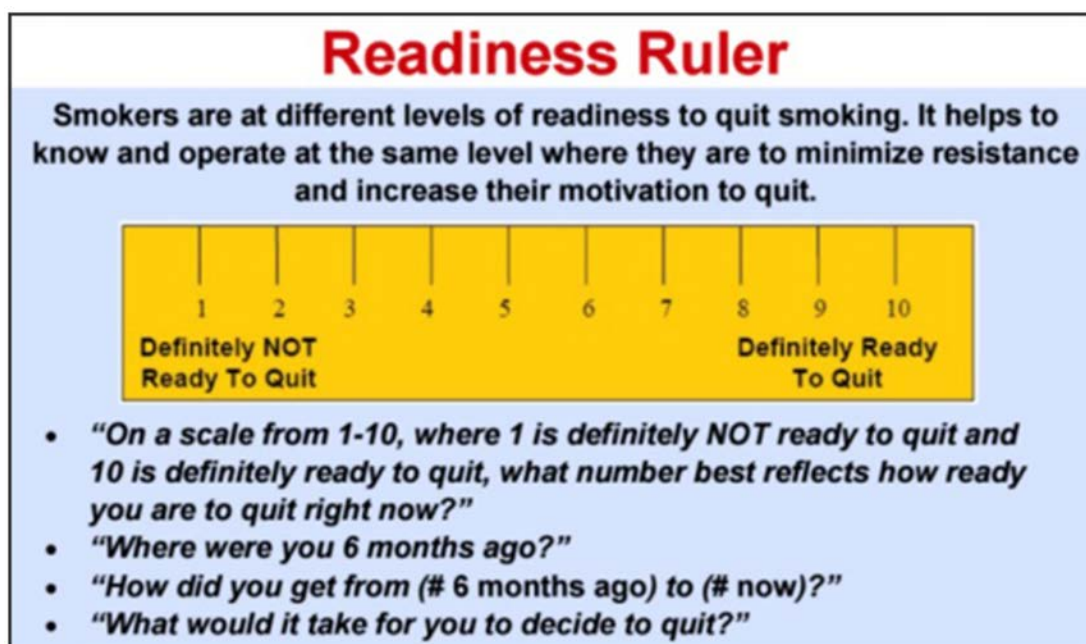 Readiness Ruler
Smokers are at different levels of readiness to quit smoking. It helps to
know and operate at the same level where they are to minimize resistance
and increase their motivation to quit.
1 2 3 4 5 6 7 8 9 10
Definitely NOT Definitely Ready
Ready To Quit To Quit
• “On a scale from 1-10, where 1 is definitely NOT ready to quit and
10 is definitely ready to quit, what number best reflects how ready
you are to quit right now?”
• “Where were you 6 months ago?”
• “How did you get from (# 6 months ago) to (# now)?”
• “What would it take for you to decide to quit?”